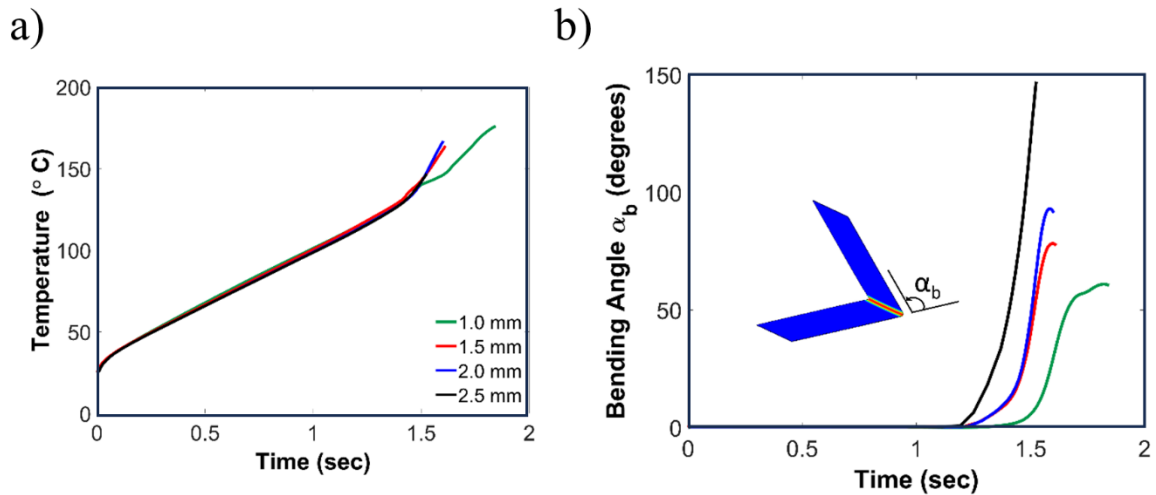 a)
b)
200
150
100
50
0
Temperature (° C)
1.0 mm
1.5 mm
2.0 mm
2.5 mm
0
0.5
1
1.5
2
Time (sec)
150
100
50
0
Bending Angle αb (degrees)
αb
0
0.5
1
1.5
2
Time (sec)